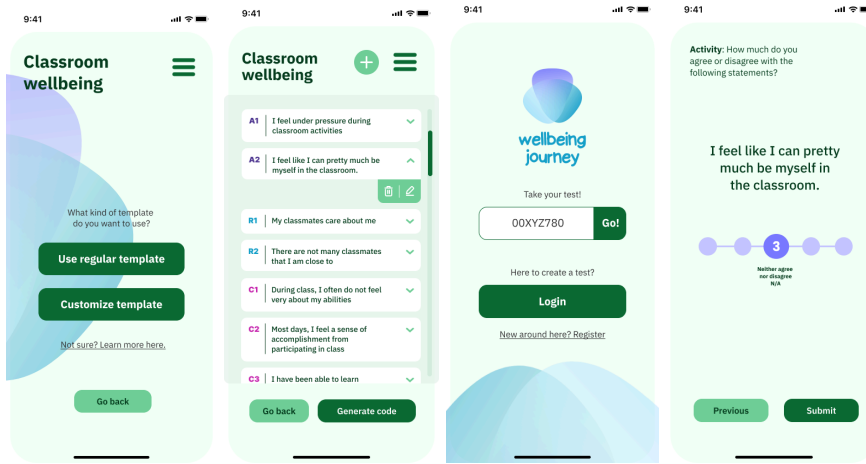 9:41
Classroom
wellbeing
What kind of template
do you want to use?
Use regular template
Customize template
Not sure? Learn more here.
Go back
9:41
Classroom
wellbeing
A1 I feel under pressure during
classroom activities
A2 I feel like I can pretty much be
myself in the classroom.
R1 My classmates care about me
R2 There are not many classmates
that I am close to
C1 During class, I often do not feel
very about my abilities
C2 Most days, I feel a sense of
accomplishment from
participating in class
C3 I have been able to learn
Go back
Generate code
9:41
wellbeing
journey
Take your test!
00XYZ780
Go!
Here to create a test?
Login
New around here? Register
9:41
Activity: How much do you
agree or disagree with the
following statements?
I feel like I can pretty
much be myself in
the classroom.
3
Neither agree
nor disagree
N/A
Previous
Submit